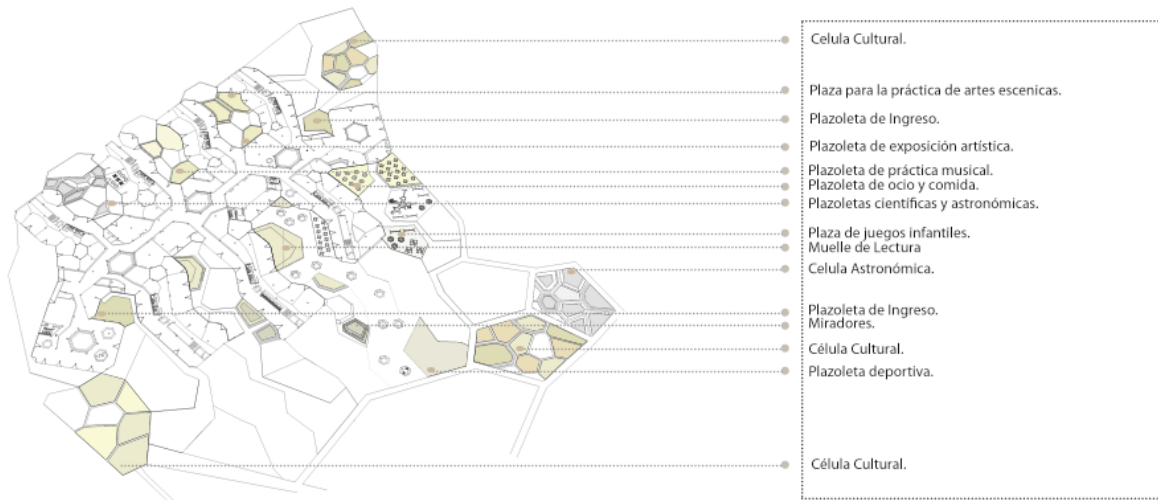 Celula Cultural.
Plaza para la práctica de artes escenicas.
Plazoleta de Ingreso.
Plazoleta de exposición artística.
Plazoleta de práctica musical.
Plazoleta de ocio y comida.
Plazoletas científicas y astronómicas.
Plaza de juegos infantiles.
Muelle de Lectura
Celula Astronómica.
Plazoleta de Ingreso.
Miradores.
Célula Cultural.
Plazoleta deportiva.
Célula Cultural.